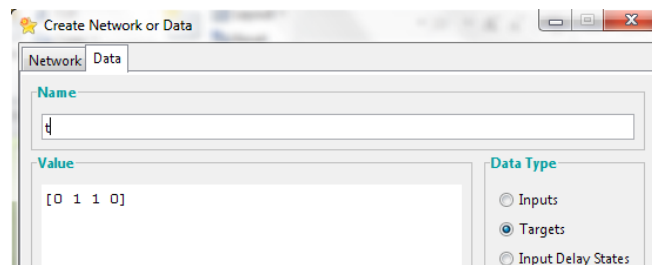 Create Network or Data
Network Data
Name
t
Value
[0 1 1 0]
Data Type
Inputs
Targets
Input Delay States